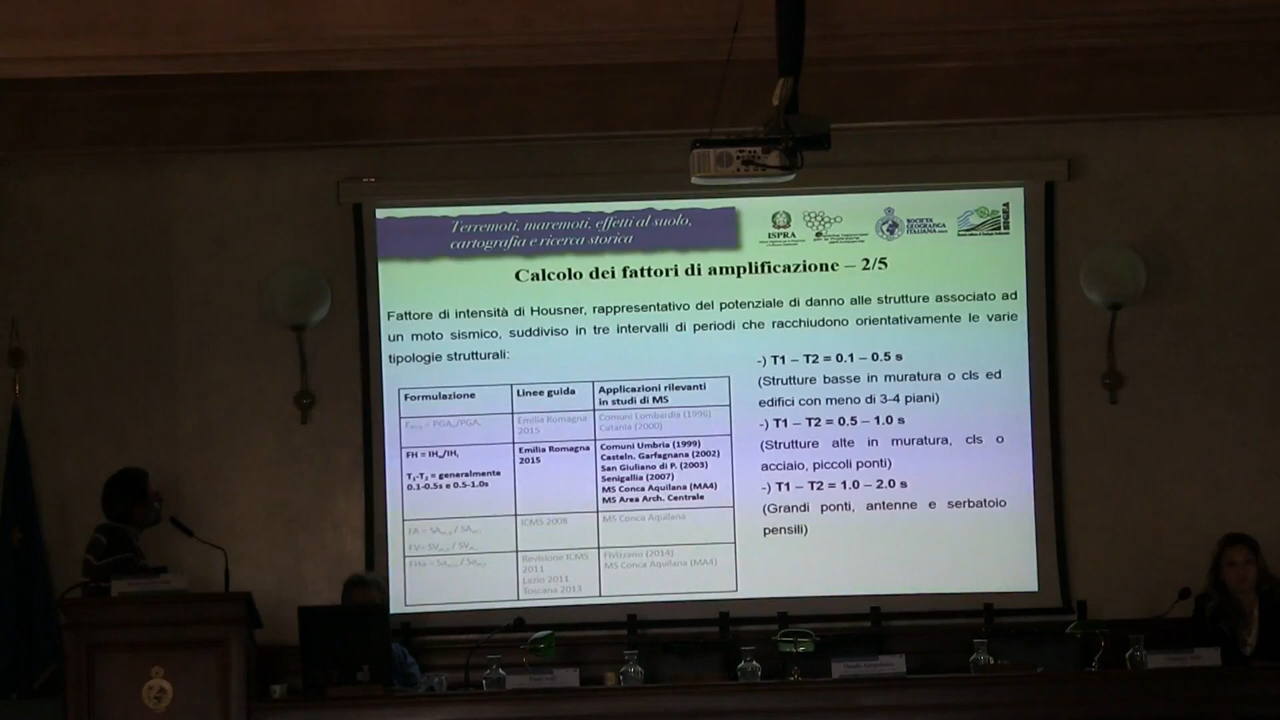 Terremoti, maremoti, effetti al suolo,
cartografia e ricerca storica
ISPRA
SOCIETÀ
GEOGRAFICA
ITALIANA
SIGEA
Calcolo dei fattori di amplificazione – 2/5
Fattore di intensità di Housner, rappresentativo del potenziale di danno alle strutture associato ad
un moto sismico, suddiviso in tre intervalli di periodi che racchiudono orientativamente le varie
tipologie strutturali:
Formulazione
Linee guida
Applicazioni rilevanti
in studi di MS
Emilia Romagna
2015
Comuni Lombardia (1996)
Catania (2000)
FH = IHₘ/IHᵢ
T₁-T₂ = generalmente
0.1-0.5s e 0.5-1.0s
Emilia Romagna
2015
Comuni Umbria (1999)
Casteln. Garfagnana (2002)
San Giuliano di P. (2003)
Senigallia (2007)
MS Conca Aquilana (MA4)
MS Area Arch. Centrale
ICMS 2008
MS Conca Aquilana
Revisione ICMS
2011
Lazio 2011
Toscana 2013
Fivizzano (2014)
MS Conca Aquilana (MA4)
-) T1 – T2 = 0.1 – 0.5 s
(Strutture basse in muratura o cls ed
edifici con meno di 3-4 piani)
-) T1 – T2 = 0.5 – 1.0 s
(Strutture alte in muratura, cls o
acciaio, piccoli ponti)
-) T1 – T2 = 1.0 – 2.0 s
(Grandi ponti, antenne e serbatoio
pensili)